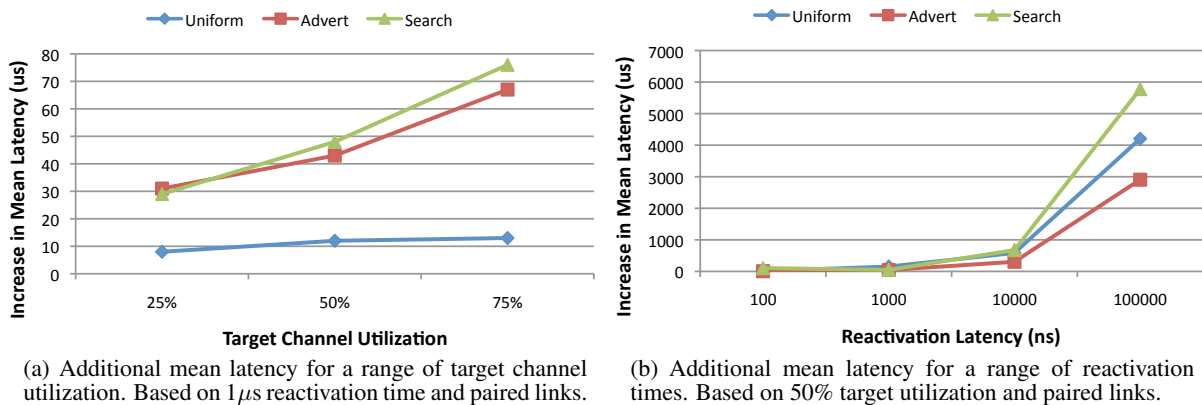 Uniform Advert Search
Increase in Mean Latency (us)
80
70
60
50
40
30
20
10
0
25% 50% 75%
Target Channel Utilization
(a) Additional mean latency for a range of target channel
utilization. Based on 1μs reactivation time and paired links.
Uniform Advert Search
Increase in Mean Latency (us)
7000
6000
5000
4000
3000
2000
1000
0
100 1000 10000 100000
Reactivation Latency (ns)
(b) Additional mean latency for a range of reactivation
times. Based on 50% target utilization and paired links.